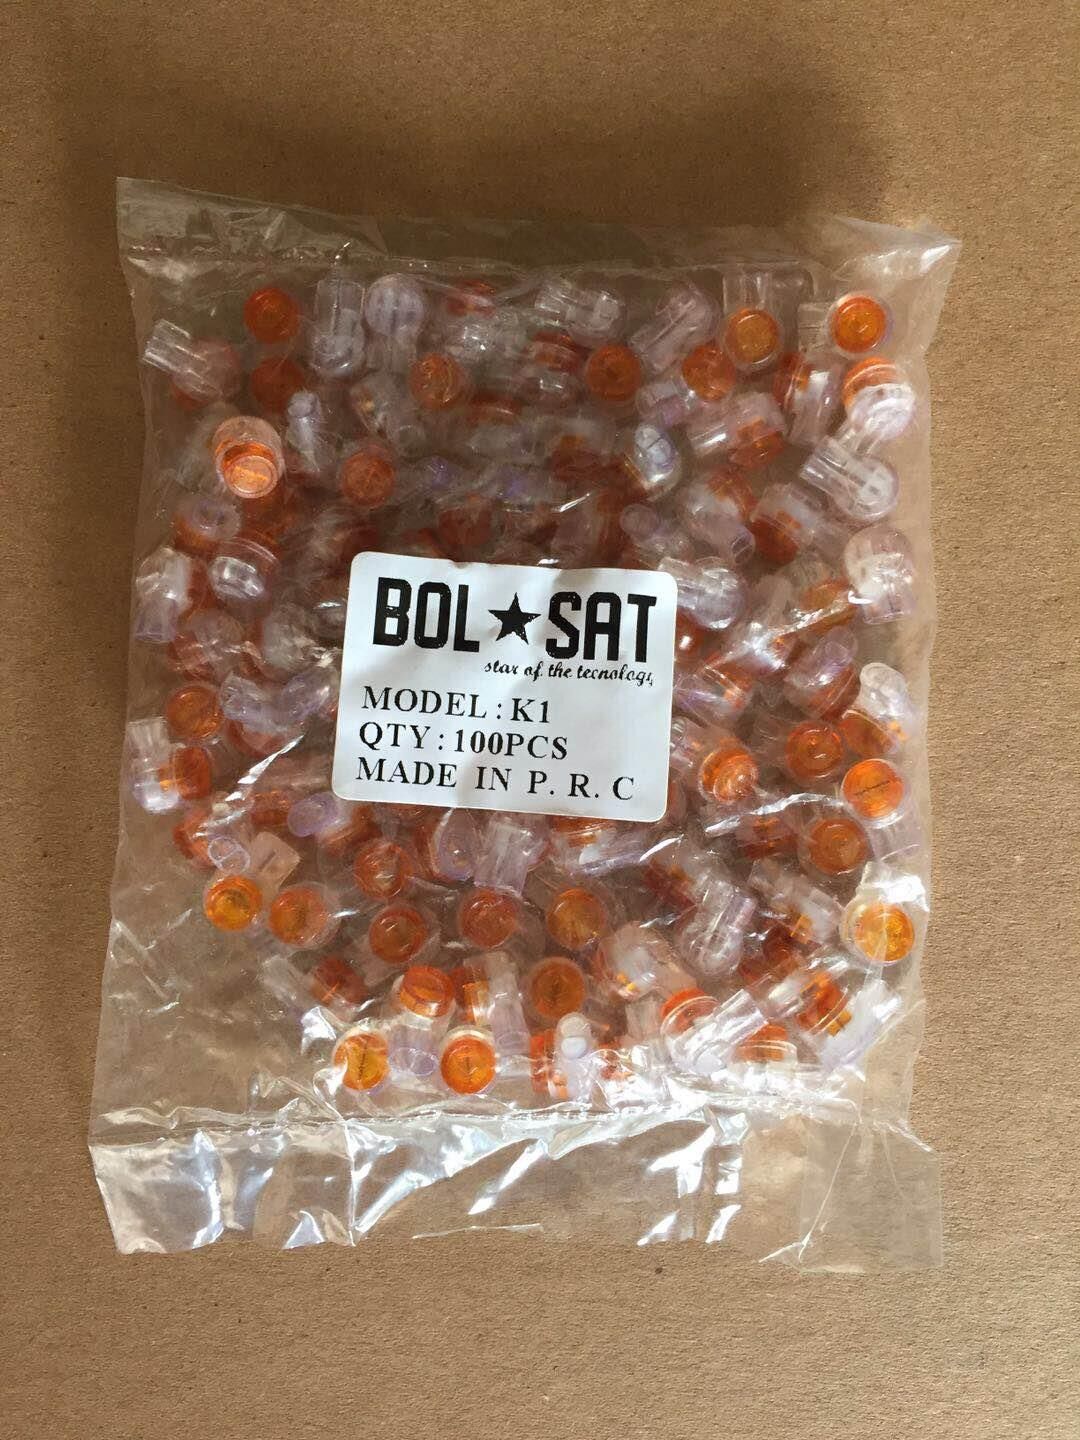 BOL★SAT
star of the tecnology
MODEL:K1
QTY:100PCS
MADE IN P.R.C